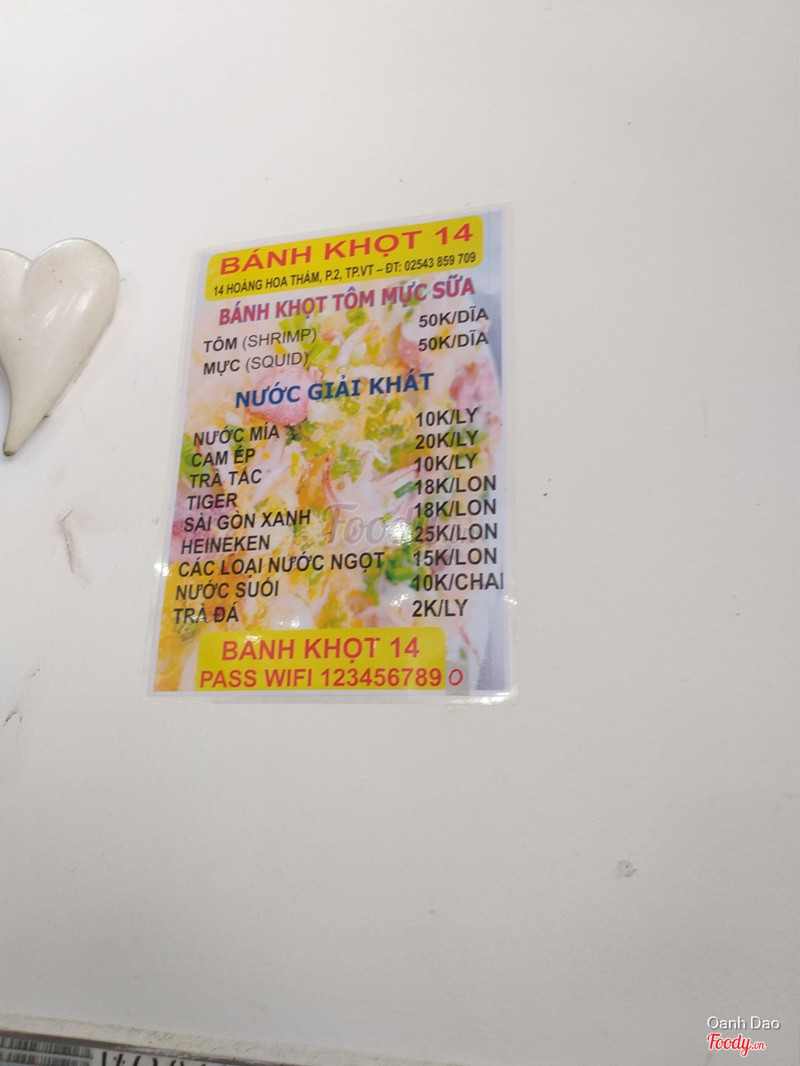 BÁNH KHỌT 14
14 HOÀNG HOA THÁM, P.2, TP.VT – ĐT: 02543 859 709
BÁNH KHỌT TÔM MỰC SỮA
TÔM (SHRIMP) 50K/DĨA
MỰC (SQUID) 50K/DĨA
NƯỚC GIẢI KHÁT
NƯỚC MÍA 10K/LY
CAM ÉP 20K/LY
TRÀ TẮC 10K/LY
TIGER 18K/LON
SÀI GÒN XANH 18K/LON
HEINEKEN 25K/LON
CÁC LOẠI NƯỚC NGỌT 15K/LON
NƯỚC SUỐI 10K/CHAI
TRÀ ĐÁ 2K/LY
BÁNH KHỌT 14
PASS WIFI 1234567890
Foody
Oanh Dao
Foody.vn